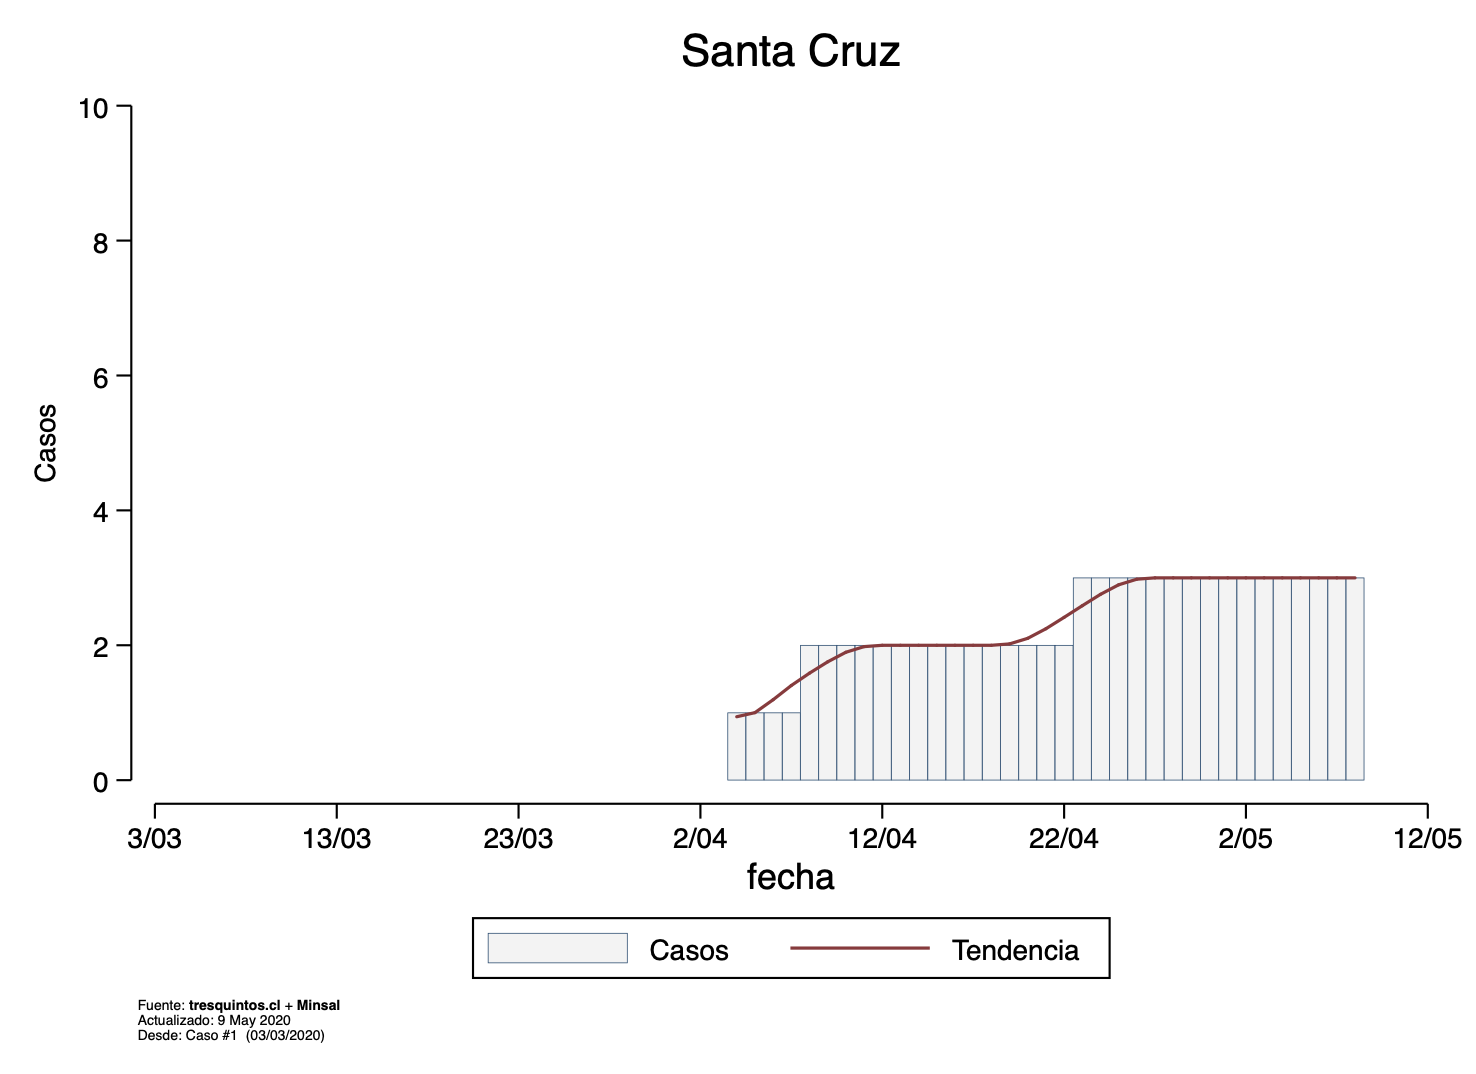 Santa Cruz
10
8
6
4
2
0
Casos
3/03 13/03 23/03 2/04 12/04 22/04 2/05 12/05
fecha
Casos Tendencia
Fuente: tresquintos.cl + Minsal
Actualizado: 9 May 2020
Desde: Caso #1 (03/03/2020)